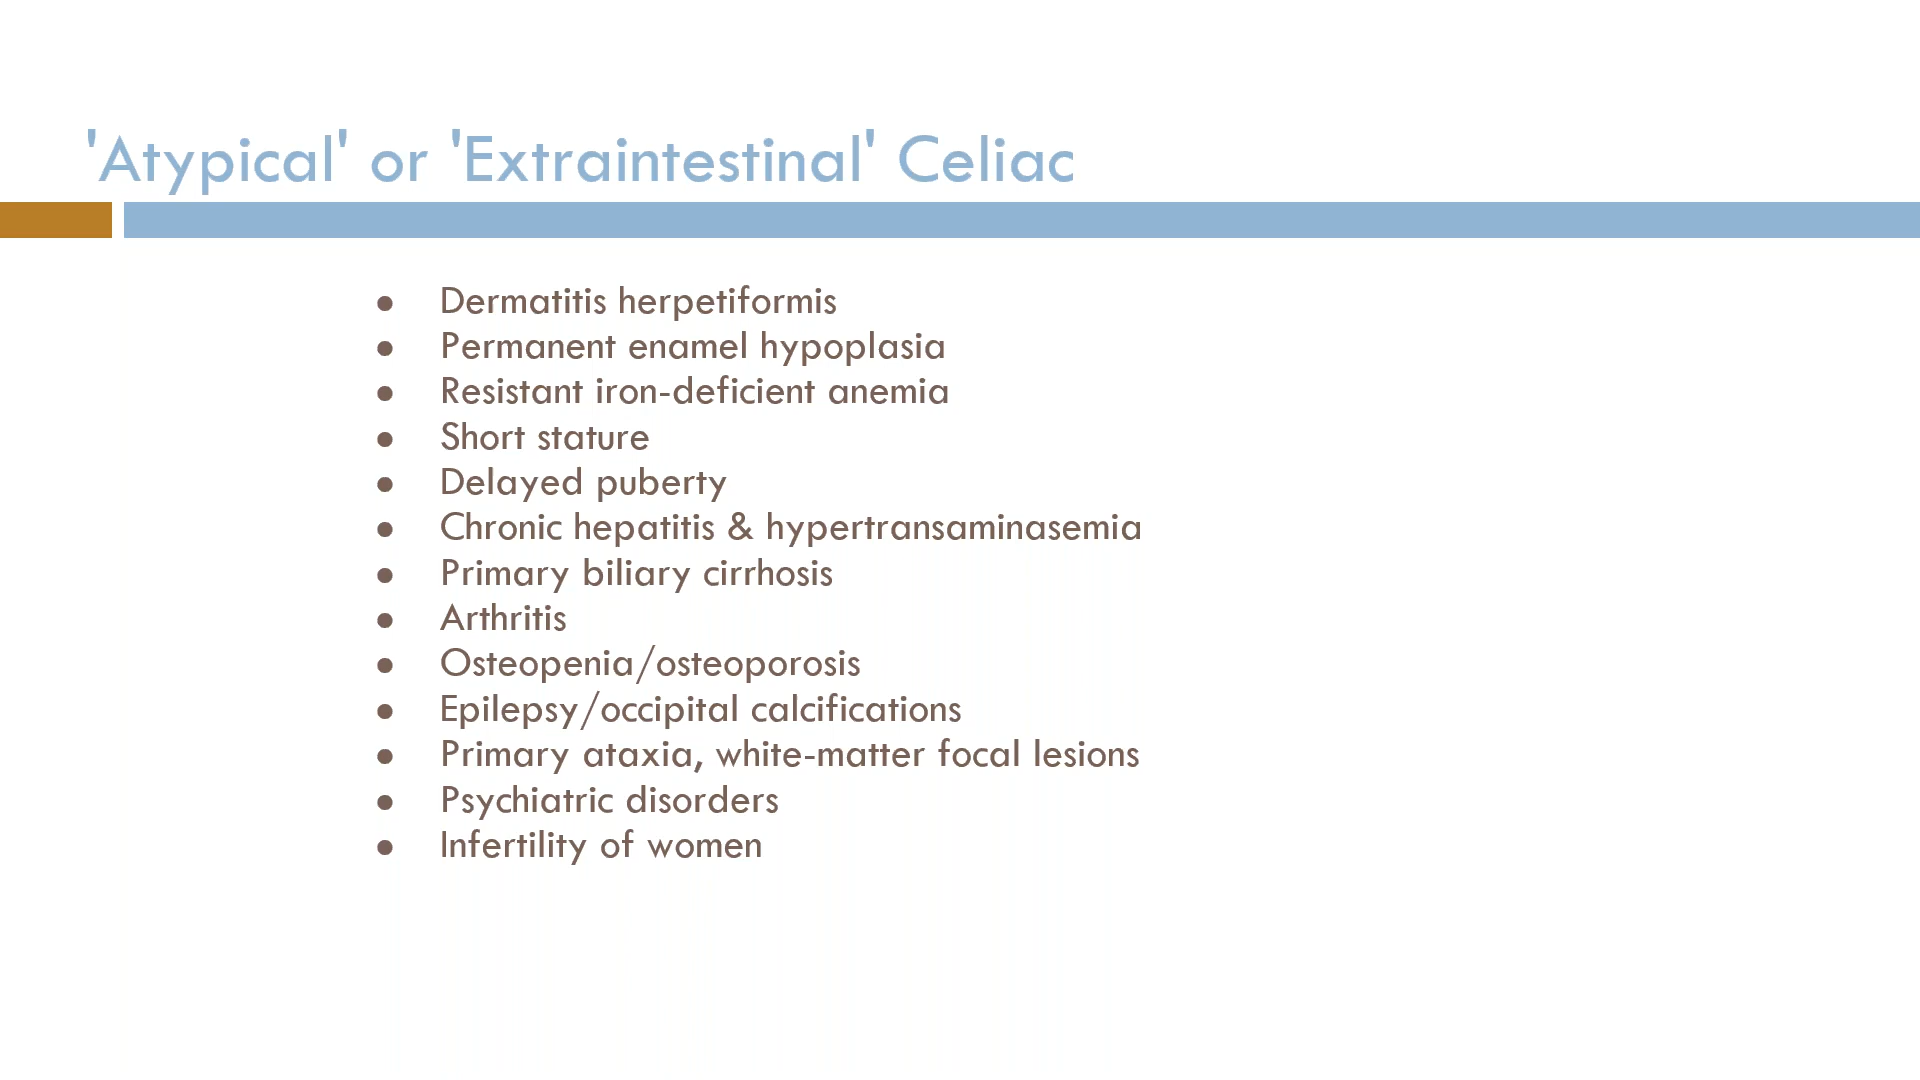 'Atypical' or 'Extraintestinal' Celiac
● Dermatitis herpetiformis
● Permanent enamel hypoplasia
● Resistant iron-deficient anemia
● Short stature
● Delayed puberty
● Chronic hepatitis & hypertransaminasemia
● Primary biliary cirrhosis
● Arthritis
● Osteopenia/osteoporosis
● Epilepsy/occipital calcifications
● Primary ataxia, white-matter focal lesions
● Psychiatric disorders
● Infertility of women